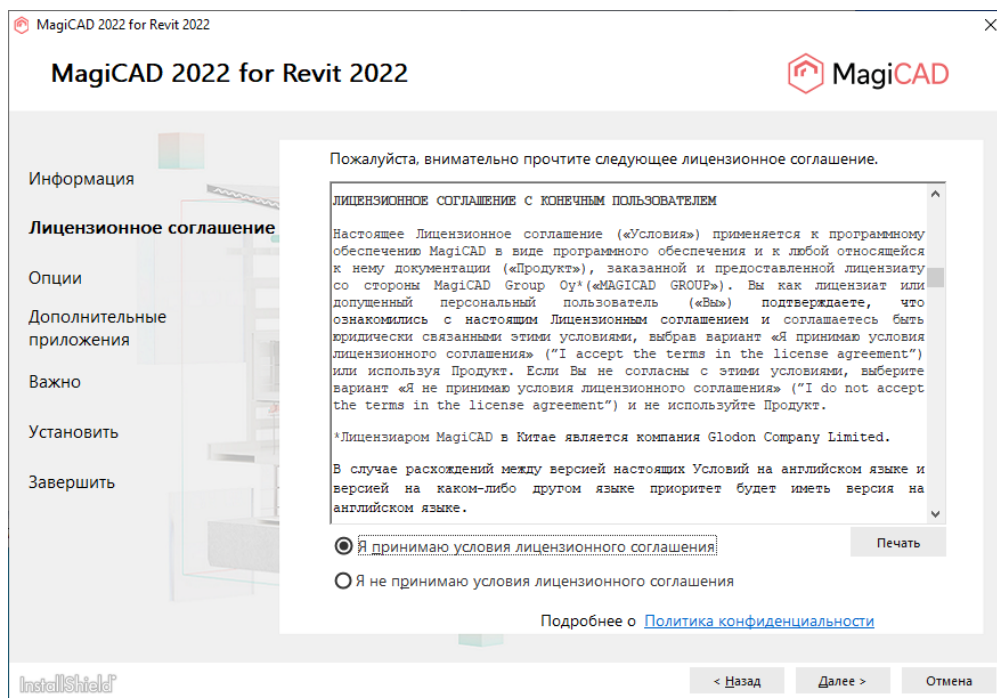 MagiCAD 2022 for Revit 2022
MagiCAD 2022 for Revit 2022
MagiCAD
Информация
Лицензионное соглашение
Опции
Дополнительные
приложения
Важно
Установить
Завершить
Пожалуйста, внимательно прочтите следующее лицензионное соглашение.
ЛИЦЕНЗИОННОЕ СОГЛАШЕНИЕ С КОНЕЧНЫМ ПОЛЬЗОВАТЕЛЕМ
Настоящее Лицензионное соглашение («Условия») применяется к программному
обеспечению MagiCAD в виде программного обеспечения и к любой относящейся
к нему документации («Продукт»), заказанной и предоставленной лицензиату
со стороны MagiCAD Group Oy*(«MAGICAD GROUP»). Вы как лицензиат или
допущенный персональный пользователь («Вы») подтверждаете, что
ознакомились с настоящим Лицензионным соглашением и соглашаетесь быть
юридически связанными этими условиями, выбрав вариант «Я принимаю условия
лицензионного соглашения» ("I accept the terms in the license agreement")
или используя Продукт. Если Вы не согласны с этими условиями, выберите
вариант «Я не принимаю условия лицензионного соглашения» ("I do not accept
the terms in the license agreement") и не используйте Продукт.
*Лицензиаром MagiCAD в Китае является компания Glodon Company Limited.
В случае расхождений между версией настоящих Условий на английском языке и
версией на каком-либо другом языке приоритет будет иметь версия на
английском языке.
Я принимаю условия лицензионного соглашения
Печать
Я не принимаю условия лицензионного соглашения
Подробнее о Политика конфиденциальности
InstallShield
< Назад
Далее >
Отмена